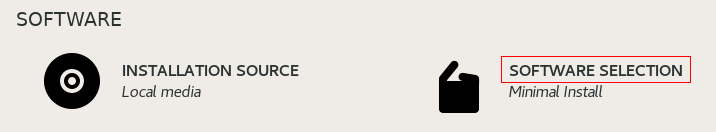 SOFTWARE
INSTALLATION SOURCE
Local media
SOFTWARE SELECTION
Minimal Install